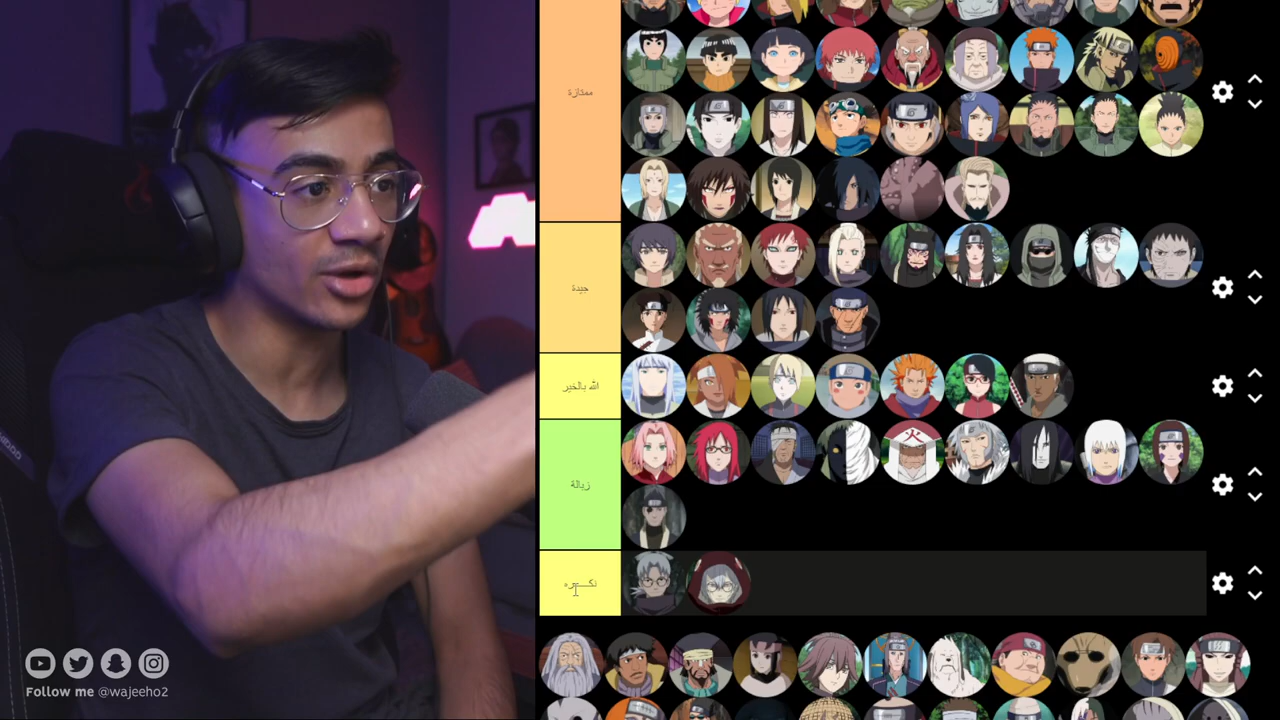 ممتازة
جيدة
الله بالخير
زبالة
Follow me @wajeeho2